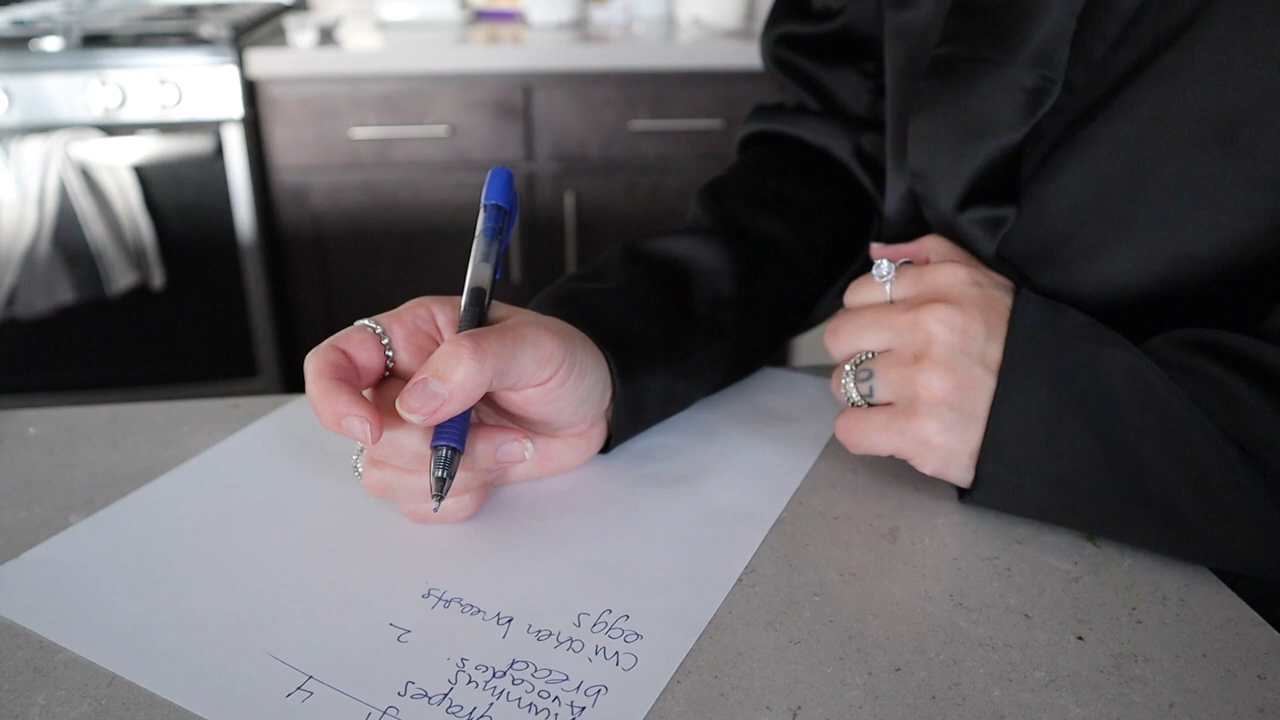 4
grapes
hummus
Avocados.
bread
2
chicken breasts.
eggs